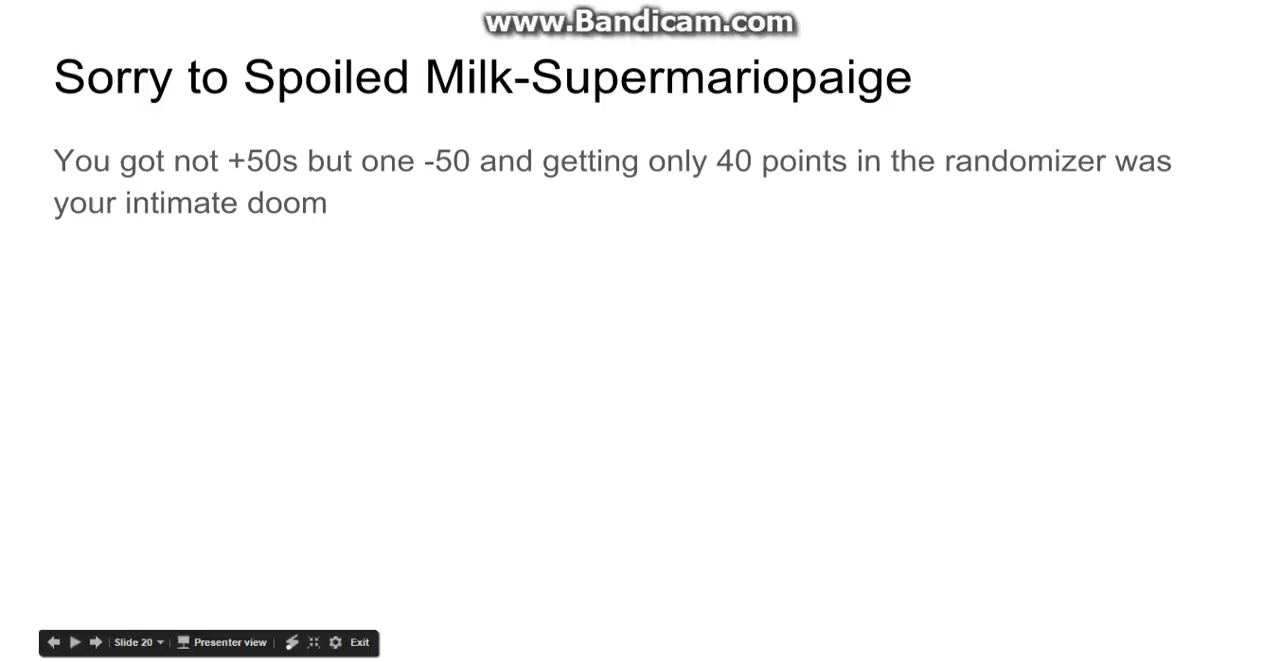 www.Bandicam.com
Sorry to Spoiled Milk-Supermariopaige
You got not +50s but one -50 and getting only 40 points in the randomizer was
your intimate doom
Slide 20 Presenter view Exit